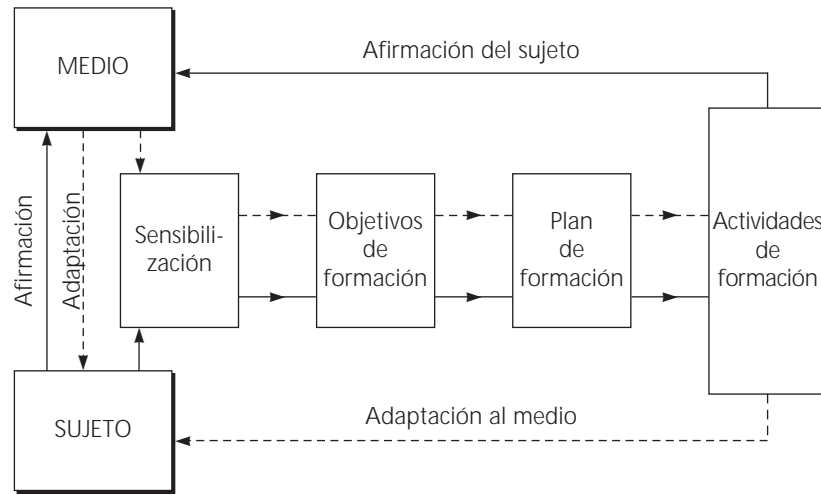 MEDIO
Afirmación del sujeto
Afirmación
Adaptación
Sensibili-
zación
Objetivos
de
formación
Plan
de
formación
Actividades
de
formación
SUJETO
Adaptación al medio